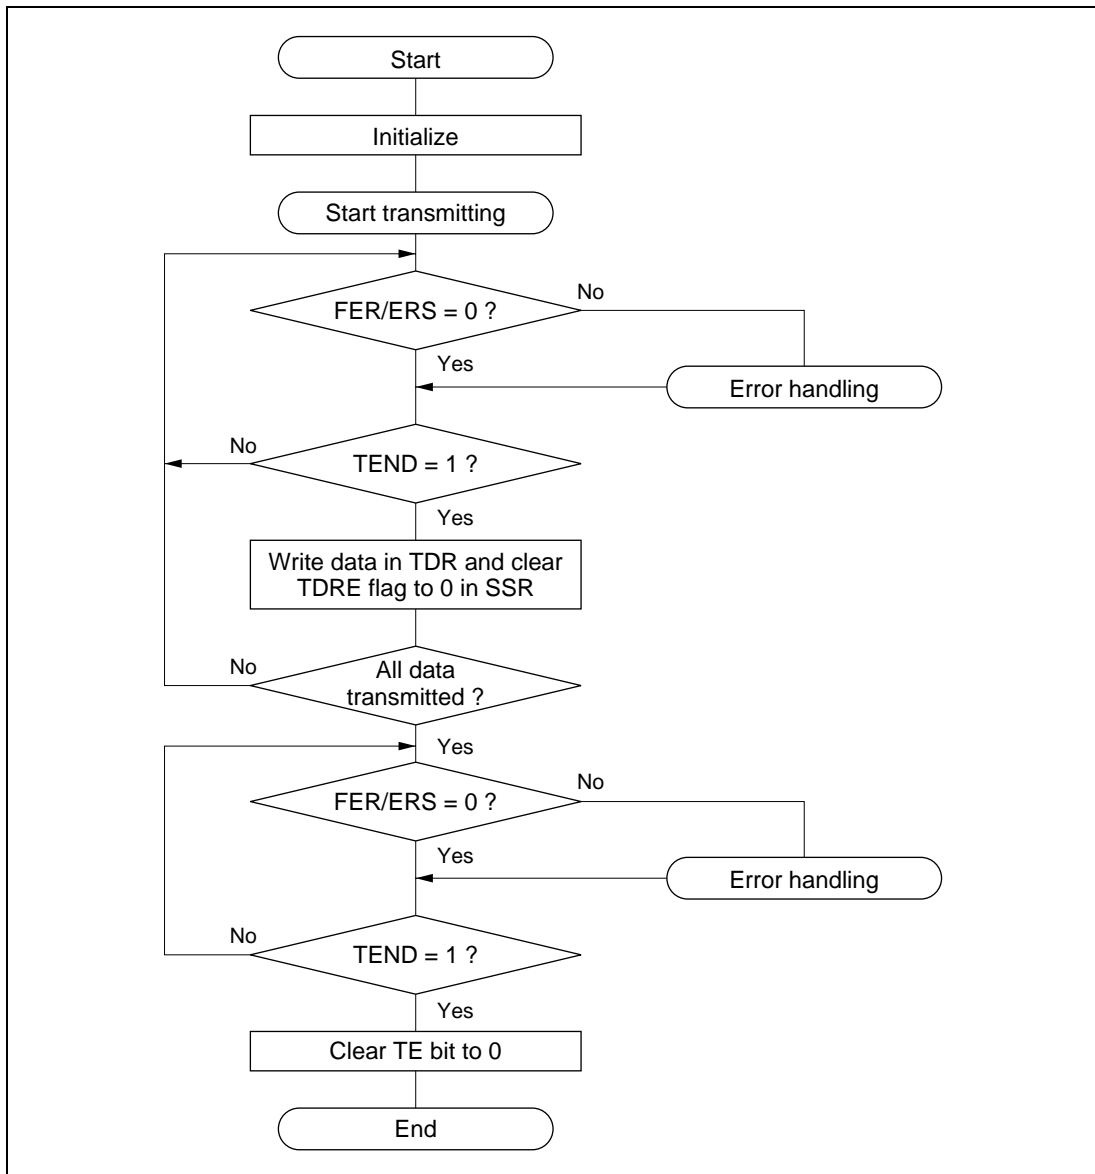 Start
Initialize
Start transmitting
FER/ERS = 0 ?
No
Yes
Error handling
No
TEND = 1 ?
Yes
Write data in TDR and clear
TDRE flag to 0 in SSR
No
All data
transmitted ?
Yes
FER/ERS = 0 ?
No
Yes
Error handling
No
TEND = 1 ?
Yes
Clear TE bit to 0
End